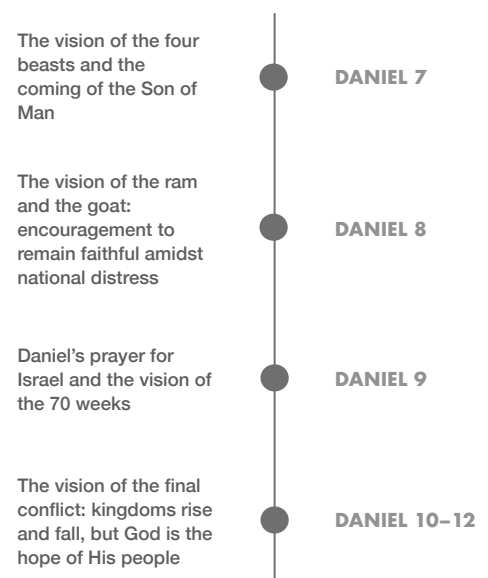 The vision of the four
beasts and the
coming of the Son of
Man
DANIEL 7
The vision of the ram
and the goat:
encouragement to
remain faithful amidst
national distress
DANIEL 8
Daniel’s prayer for
Israel and the vision of
the 70 weeks
DANIEL 9
The vision of the final
conflict: kingdoms rise
and fall, but God is the
hope of His people
DANIEL 10–12